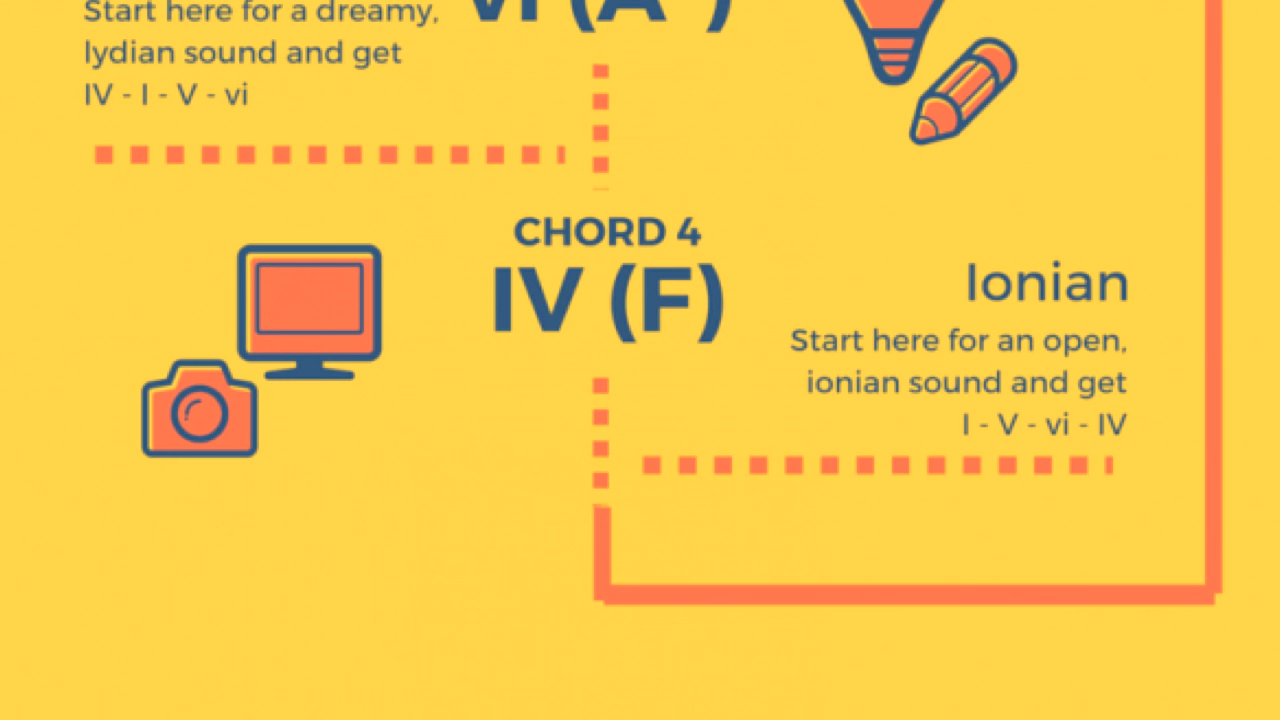 Start here for a dreamy,
lydian sound and get
IV - I - V - vi
CHORD 4
IV (F)
Ionian
Start here for an open,
ionian sound and get
I - V - vi - IV